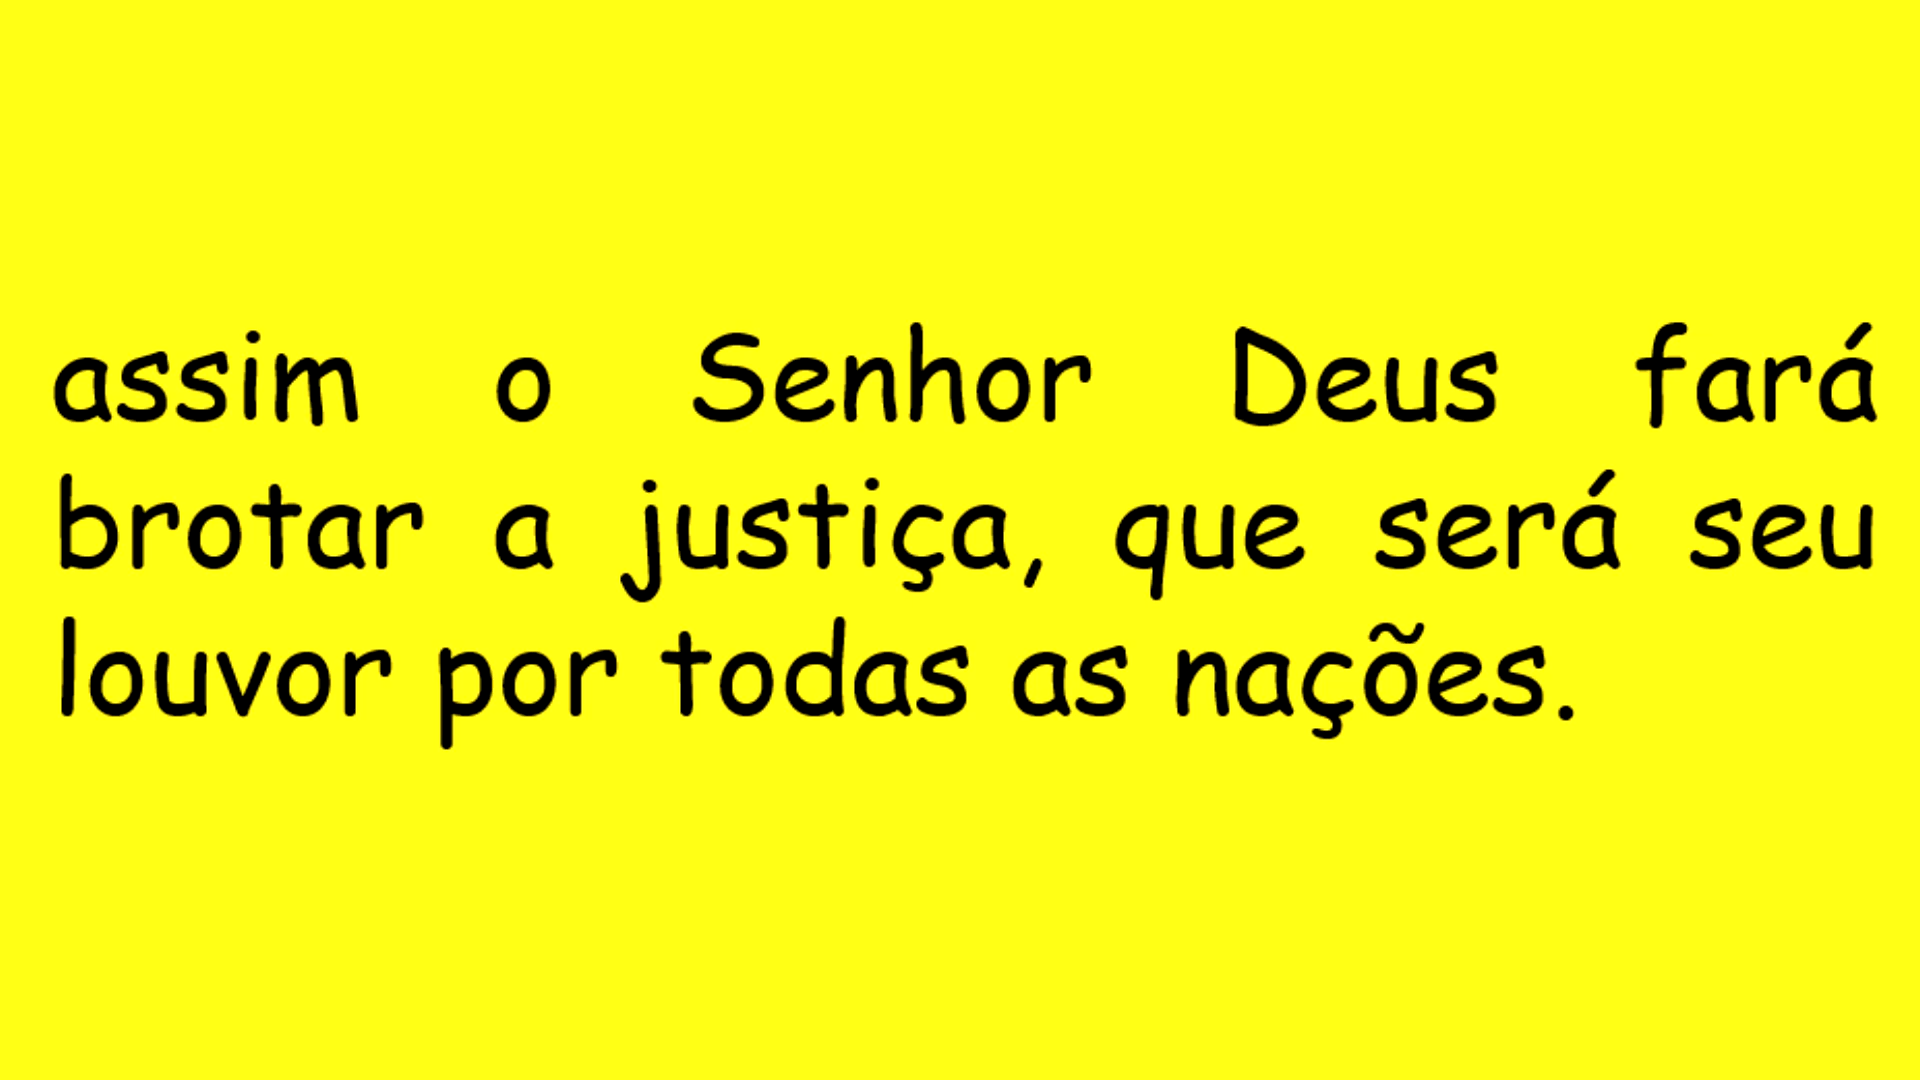 assim o Senhor Deus fará
brotar a justiça, que será seu
louvor por todas as nações.